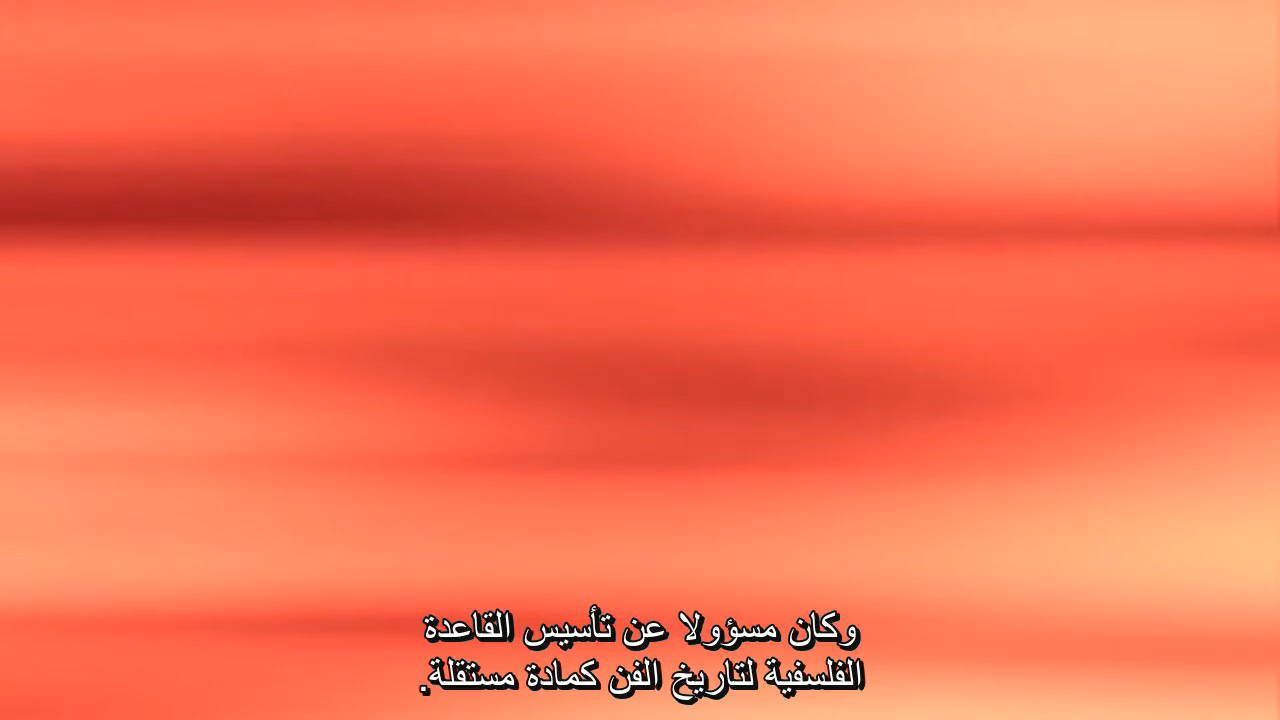 وكان مسؤولا عن تأسيس القاعدة
الفلسفية لتاريخ الفن كمادة مستقلة.